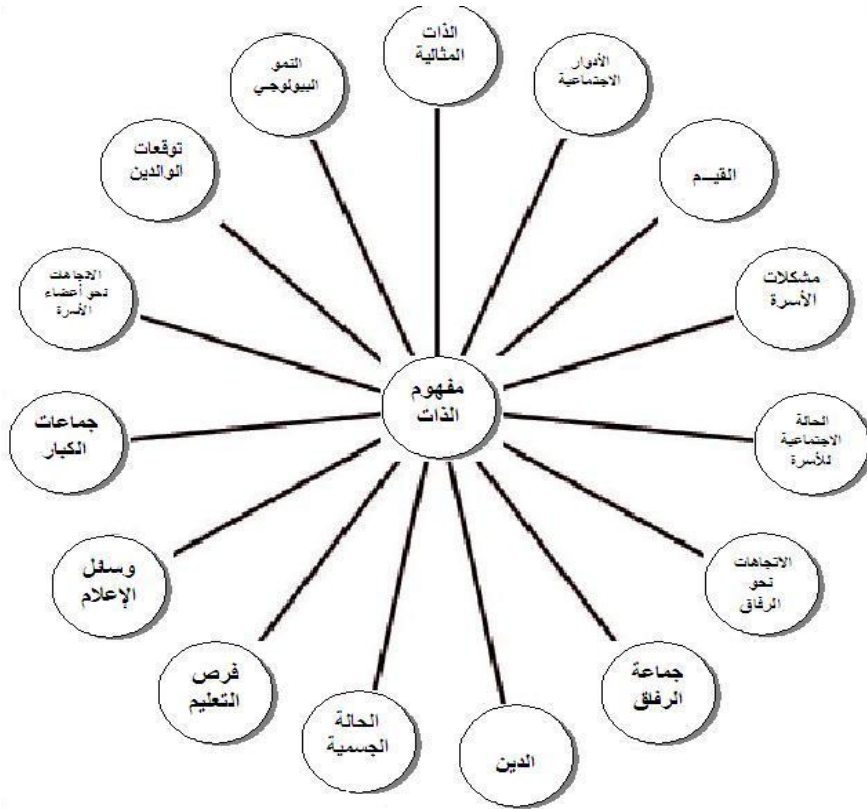 الذات
المثالية
الأدوار
الاجتماعية
القيــم
مشكلات
الأسرة
الحالة
الاجتماعية
للأسرة
الاتجاهات
نحو
الرفاق
جماعة
الرفاق
الدين
الحالة
الجسمية
فرص
التعليم
وسائل
الإعلام
جماعات
الكبار
الاتجاهات
نحو أعضاء
الأسرة
توقعات
الوالدين
النمو
البيولوجي
مفهوم
الذات